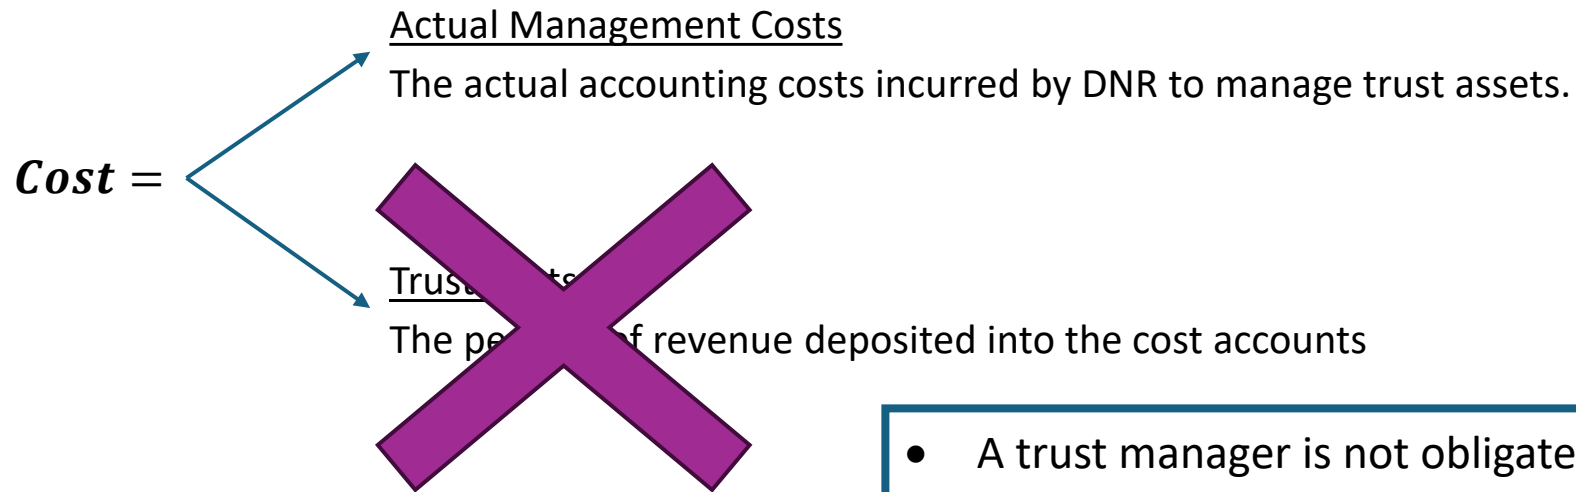 Actual Management Costs
The actual accounting costs incurred by DNR to manage trust assets.
Cost =
The of revenue deposited into the cost accounts
• A trust manager is not